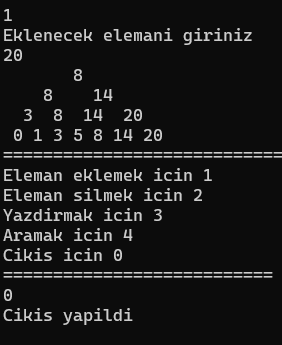 1
Eklenecek elemani giriniz
20
8
8 14
3 8 14 20
0 1 3 5 8 14 20
============================
Eleman eklemek icin 1
Eleman silmek icin 2
Yazdirmak icin 3
Aramak icin 4
Cikis icin 0
===========================
0
Cikis yapildi